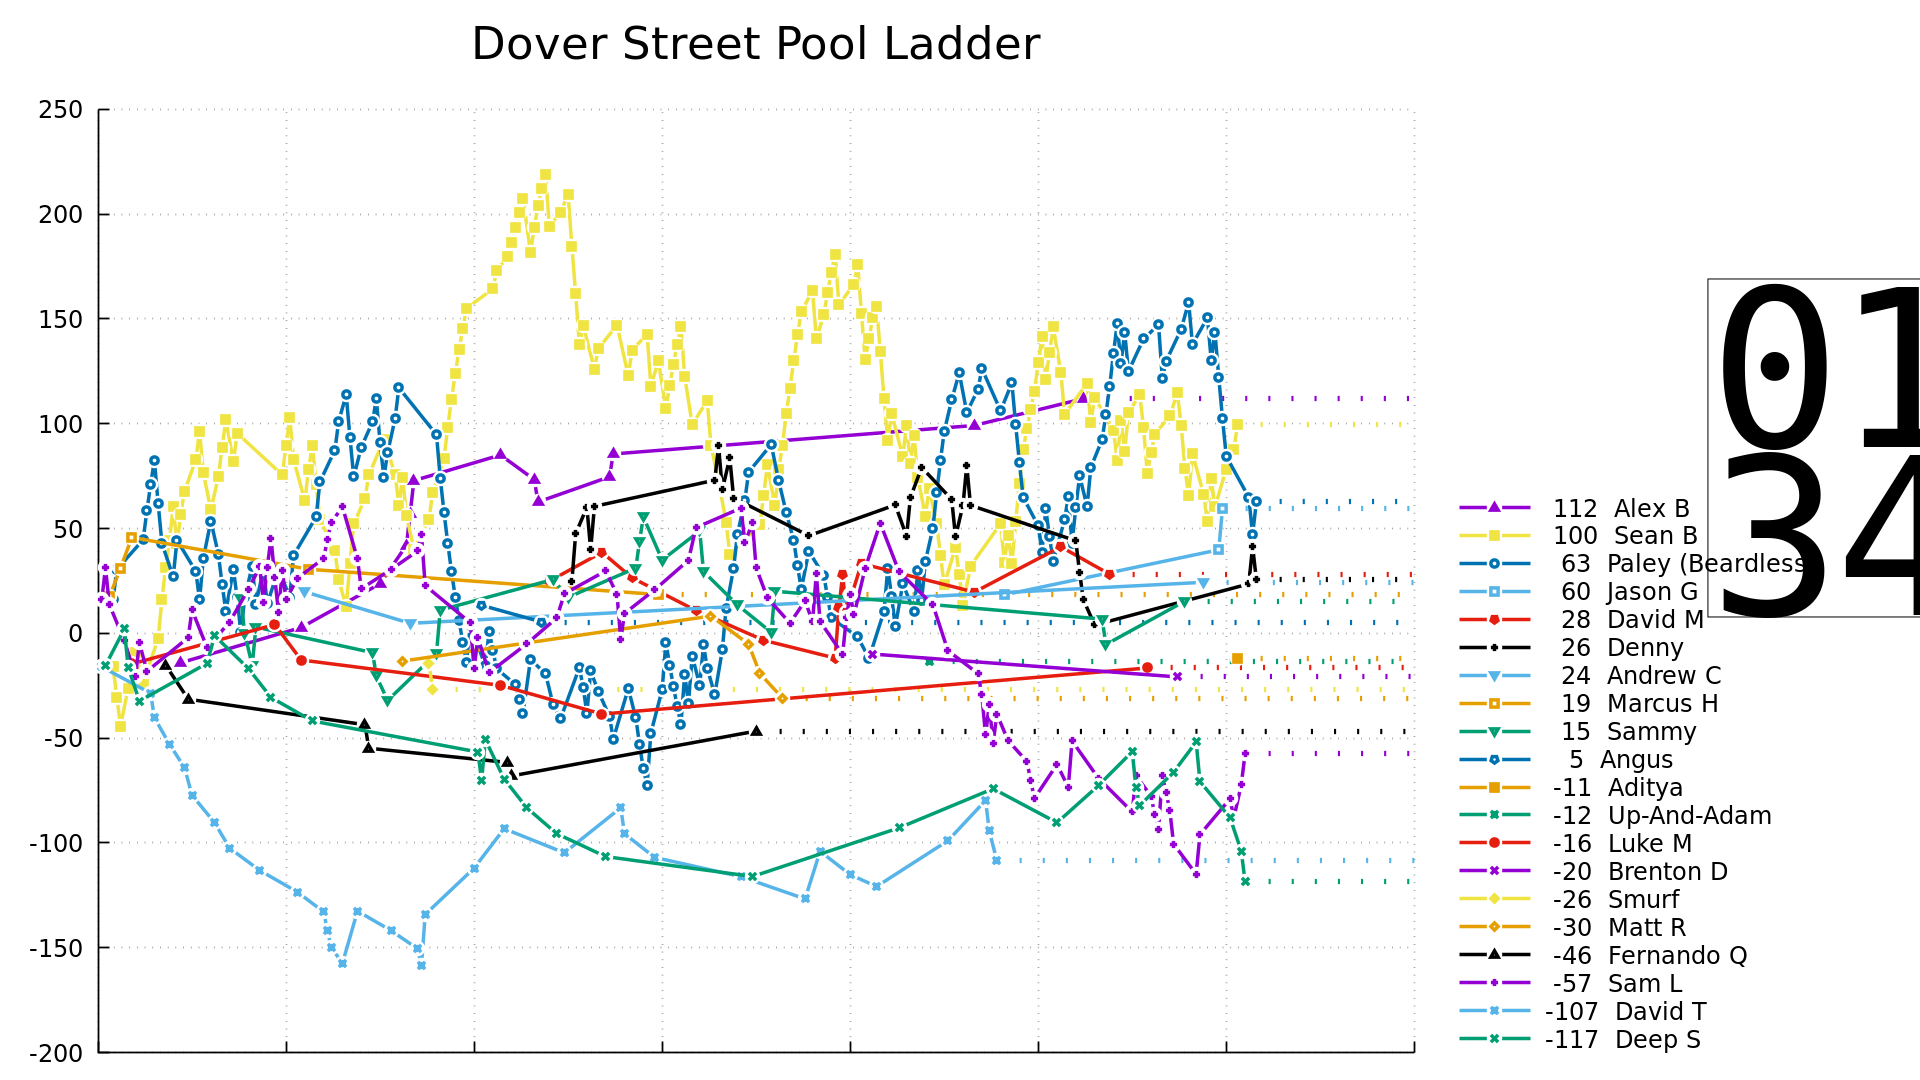 Dover Street Pool Ladder
250
200
150
100
50
0
-50
-100
-150
-200
01
34
112 Alex B
100 Sean B
63 Paley (Beardless
60 Jason G
28 David M
26 Denny
24 Andrew C
19 Marcus H
15 Sammy
5 Angus
-11 Aditya
-12 Up-And-Adam
-16 Luke M
-20 Brenton D
-26 Smurf
-30 Matt R
-46 Fernando Q
-57 Sam L
-107 David T
-117 Deep S